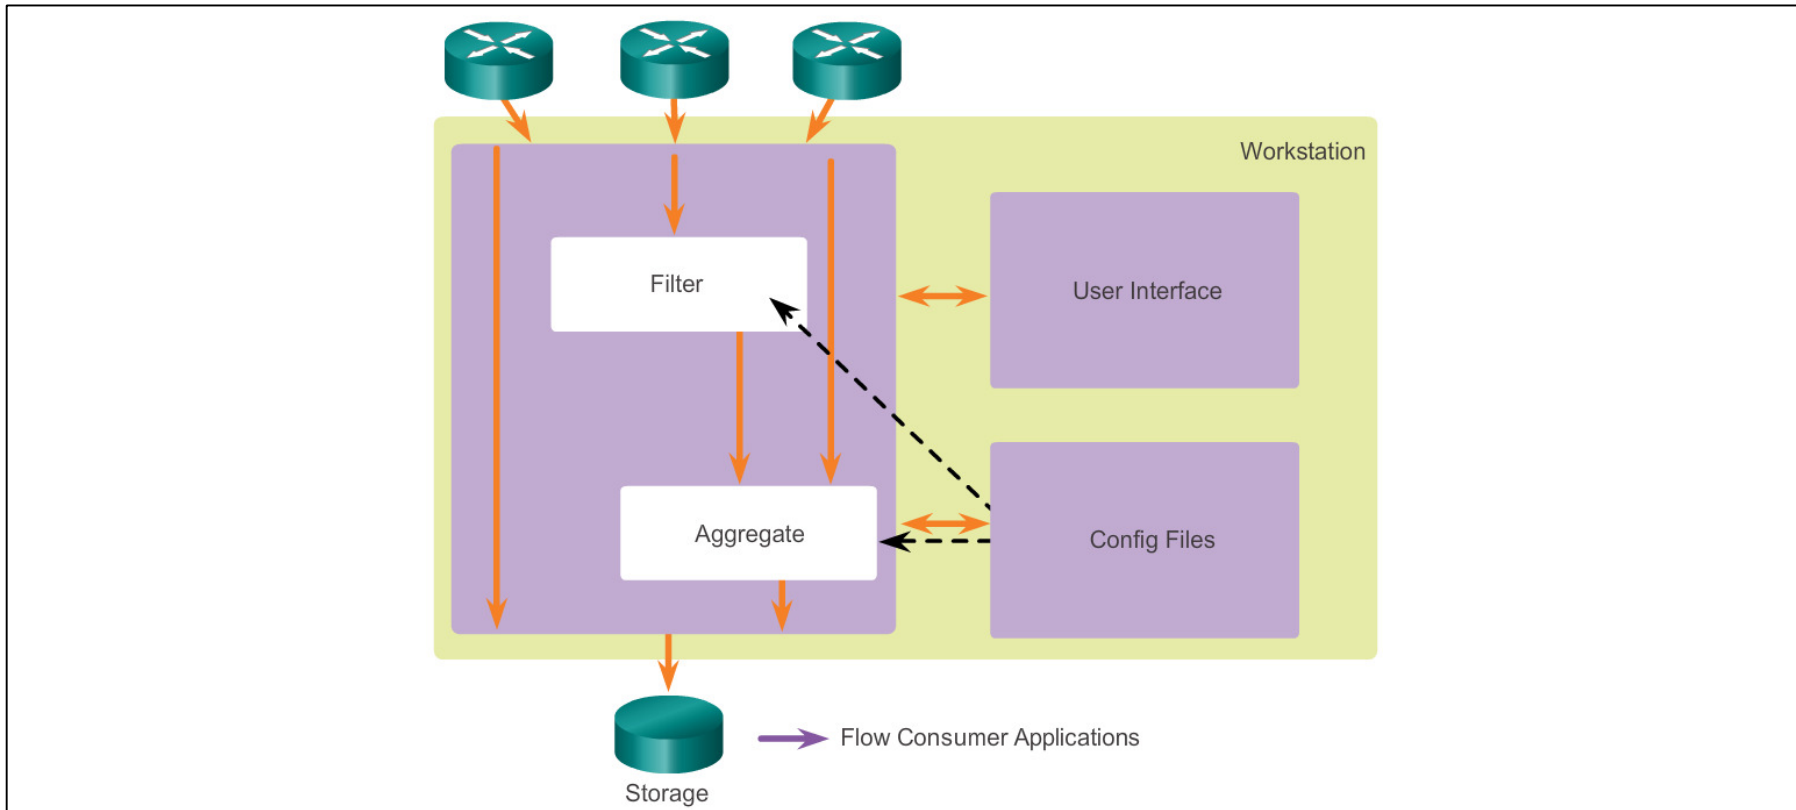 Workstation
Filter
User Interface
Aggregate
Config Files
Flow Consumer Applications
Storage